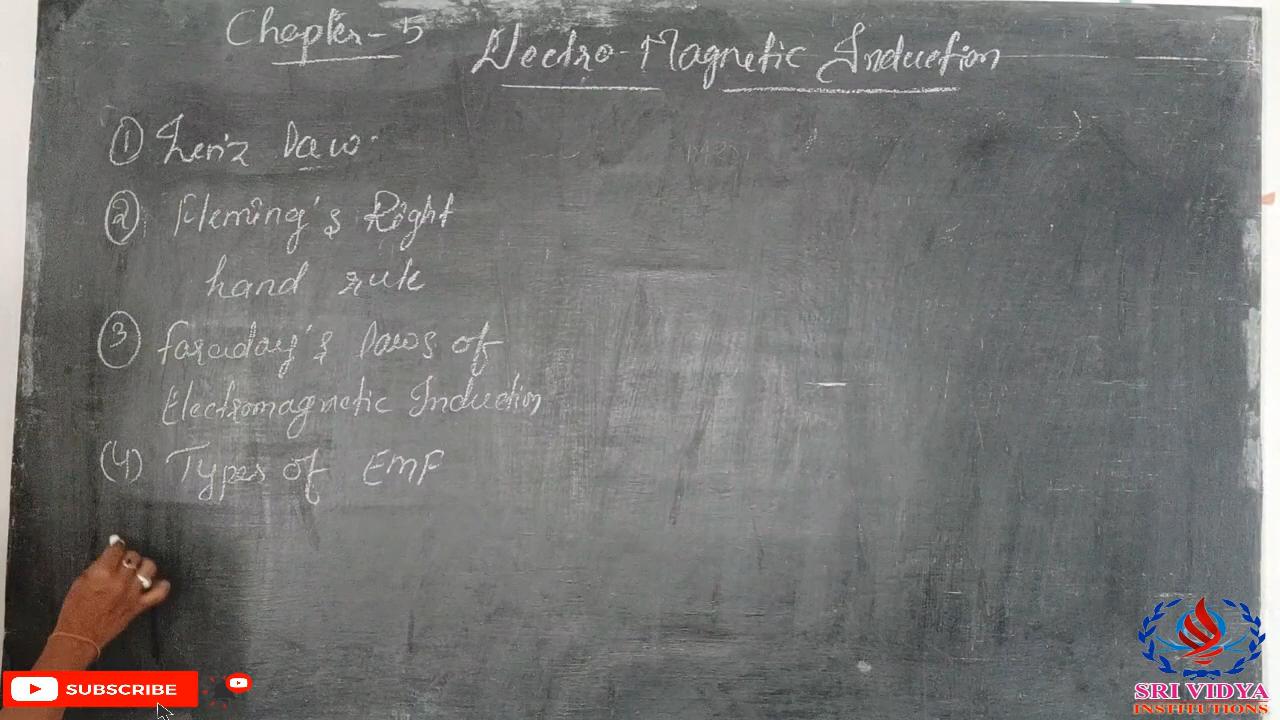 Chapter-5
Electro-Magnetic Induction
① Lenz Law
② Fleming's Right
hand rule
③ Faraday's Laws of
Electromagnetic Induction
(4) Types of EMF
SUBSCRIBE
SRI VIDYA
INSTITUTIONS